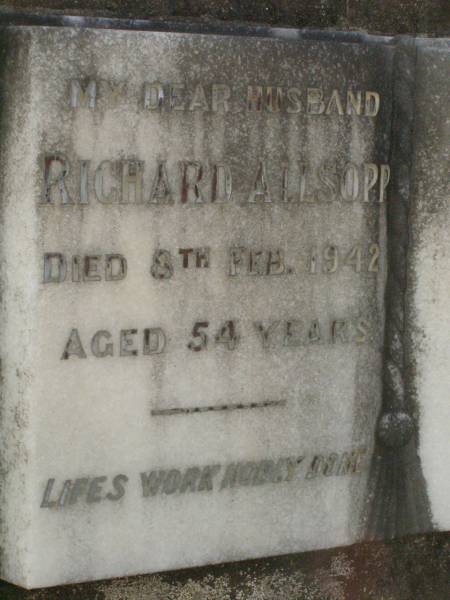 MY DEAR HUSBAND
RICHARD ALLSOPP
DIED 8TH FEB. 1942
AGED 54 YEARS
LIFES WORK NOBLY DONE